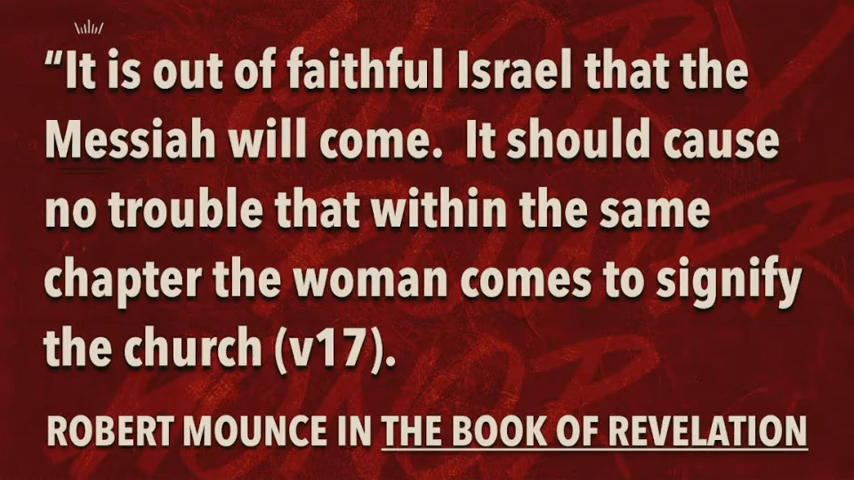 “It is out of faithful Israel that the
Messiah will come.  It should cause
no trouble that within the same
chapter the woman comes to signify
the church (v17).
ROBERT MOUNCE IN THE BOOK OF REVELATION